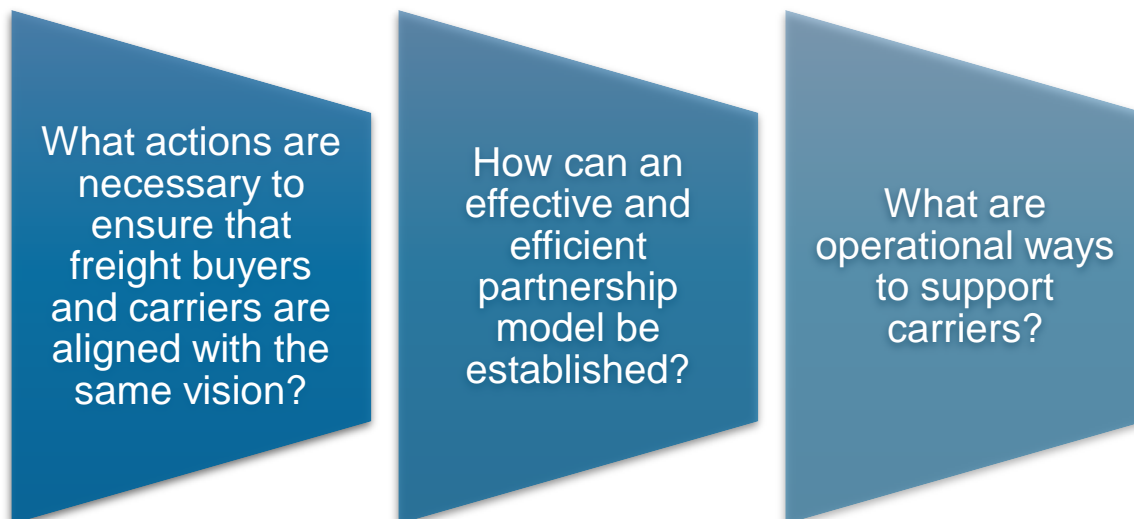 What actions are
necessary to
ensure that
freight buyers
and carriers are
aligned with the
same vision?
How can an
effective and
efficient
partnership
model be
established?
What are
operational ways
to support
carriers?